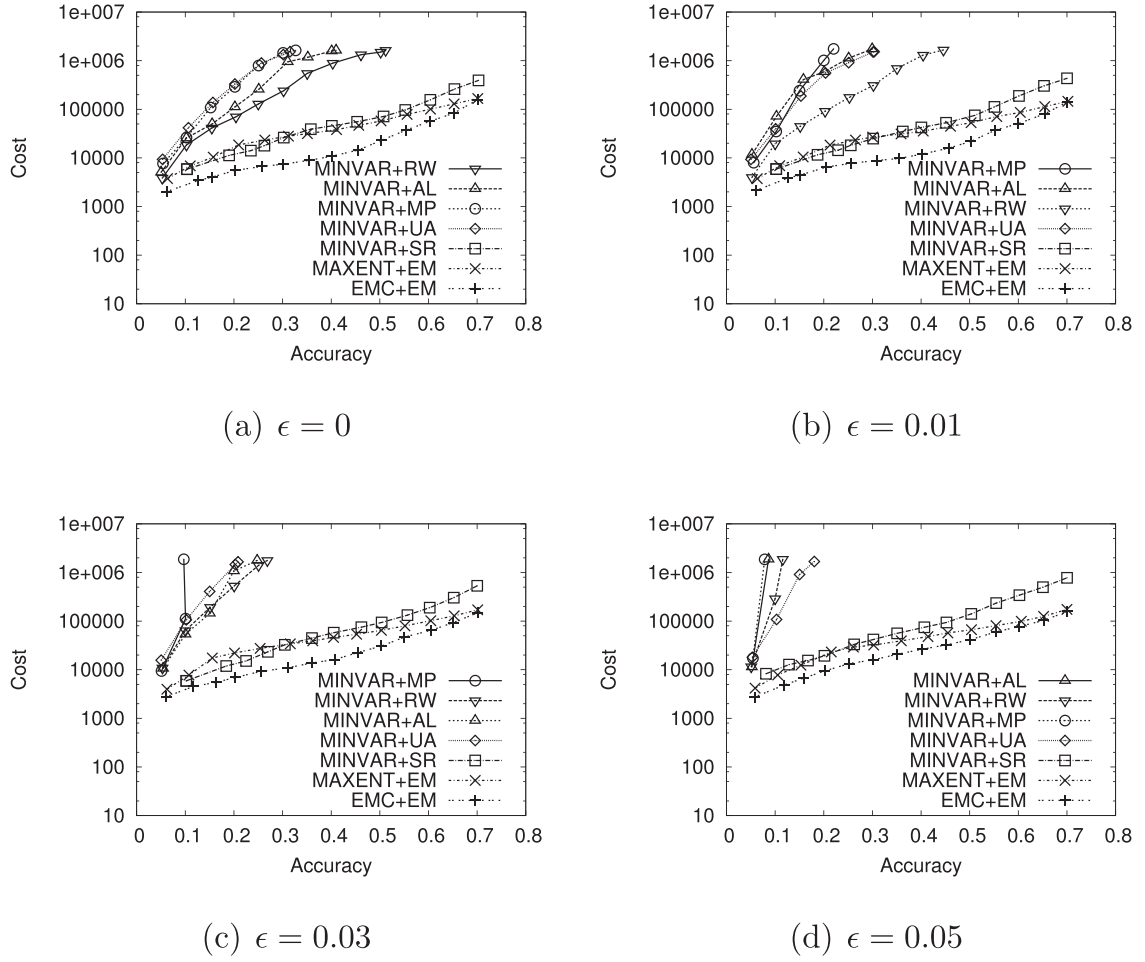 1e+007
1e+006
100000
10000
1000
100
10
Cost
0 0.1 0.2 0.3 0.4 0.5 0.6 0.7 0.8
Accuracy
MINVAR+RW
MINVAR+AL
MINVAR+MP
MINVAR+UA
MINVAR+SR
MAXENT+EM
EMC+EM
(a) ϵ = 0
1e+007
1e+006
100000
10000
1000
100
10
Cost
0 0.1 0.2 0.3 0.4 0.5 0.6 0.7 0.8
Accuracy
MINVAR+MP
MINVAR+AL
MINVAR+RW
MINVAR+UA
MINVAR+SR
MAXENT+EM
EMC+EM
(b) ϵ = 0.01
1e+007
1e+006
100000
10000
1000
100
10
Cost
0 0.1 0.2 0.3 0.4 0.5 0.6 0.7 0.8
Accuracy
MINVAR+MP
MINVAR+RW
MINVAR+AL
MINVAR+UA
MINVAR+SR
MAXENT+EM
EMC+EM
(c) ϵ = 0.03
1e+007
1e+006
100000
10000
1000
100
10
Cost
0 0.1 0.2 0.3 0.4 0.5 0.6 0.7 0.8
Accuracy
MINVAR+AL
MINVAR+RW
MINVAR+MP
MINVAR+UA
MINVAR+SR
MAXENT+EM
EMC+EM
(d) ϵ = 0.05